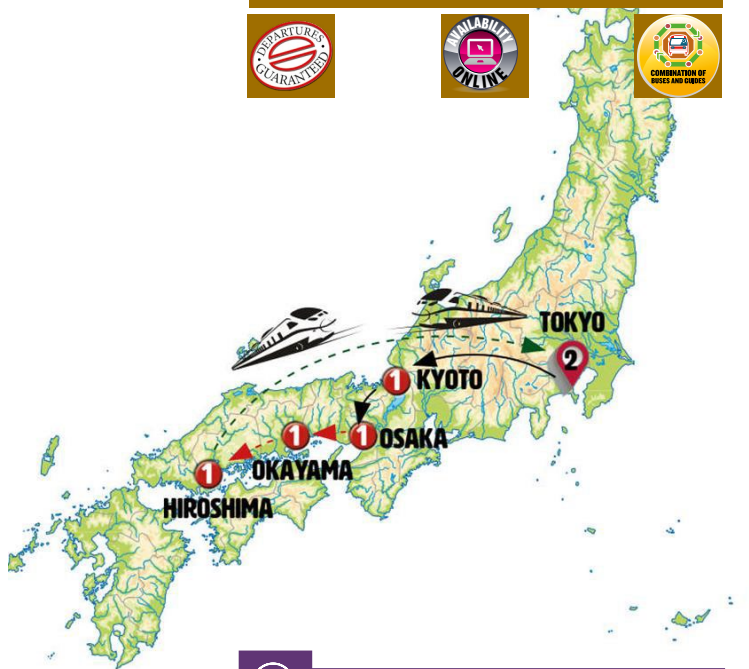 DEPARTURES
GUARANTEED
AVAILABILITY
ONLINE
COMBINATION OF
BUSES AND GUIDES
TOKYO
2
1
KYOTO
1
OSAKA
1
OKAYAMA
1
HIROSHIMA